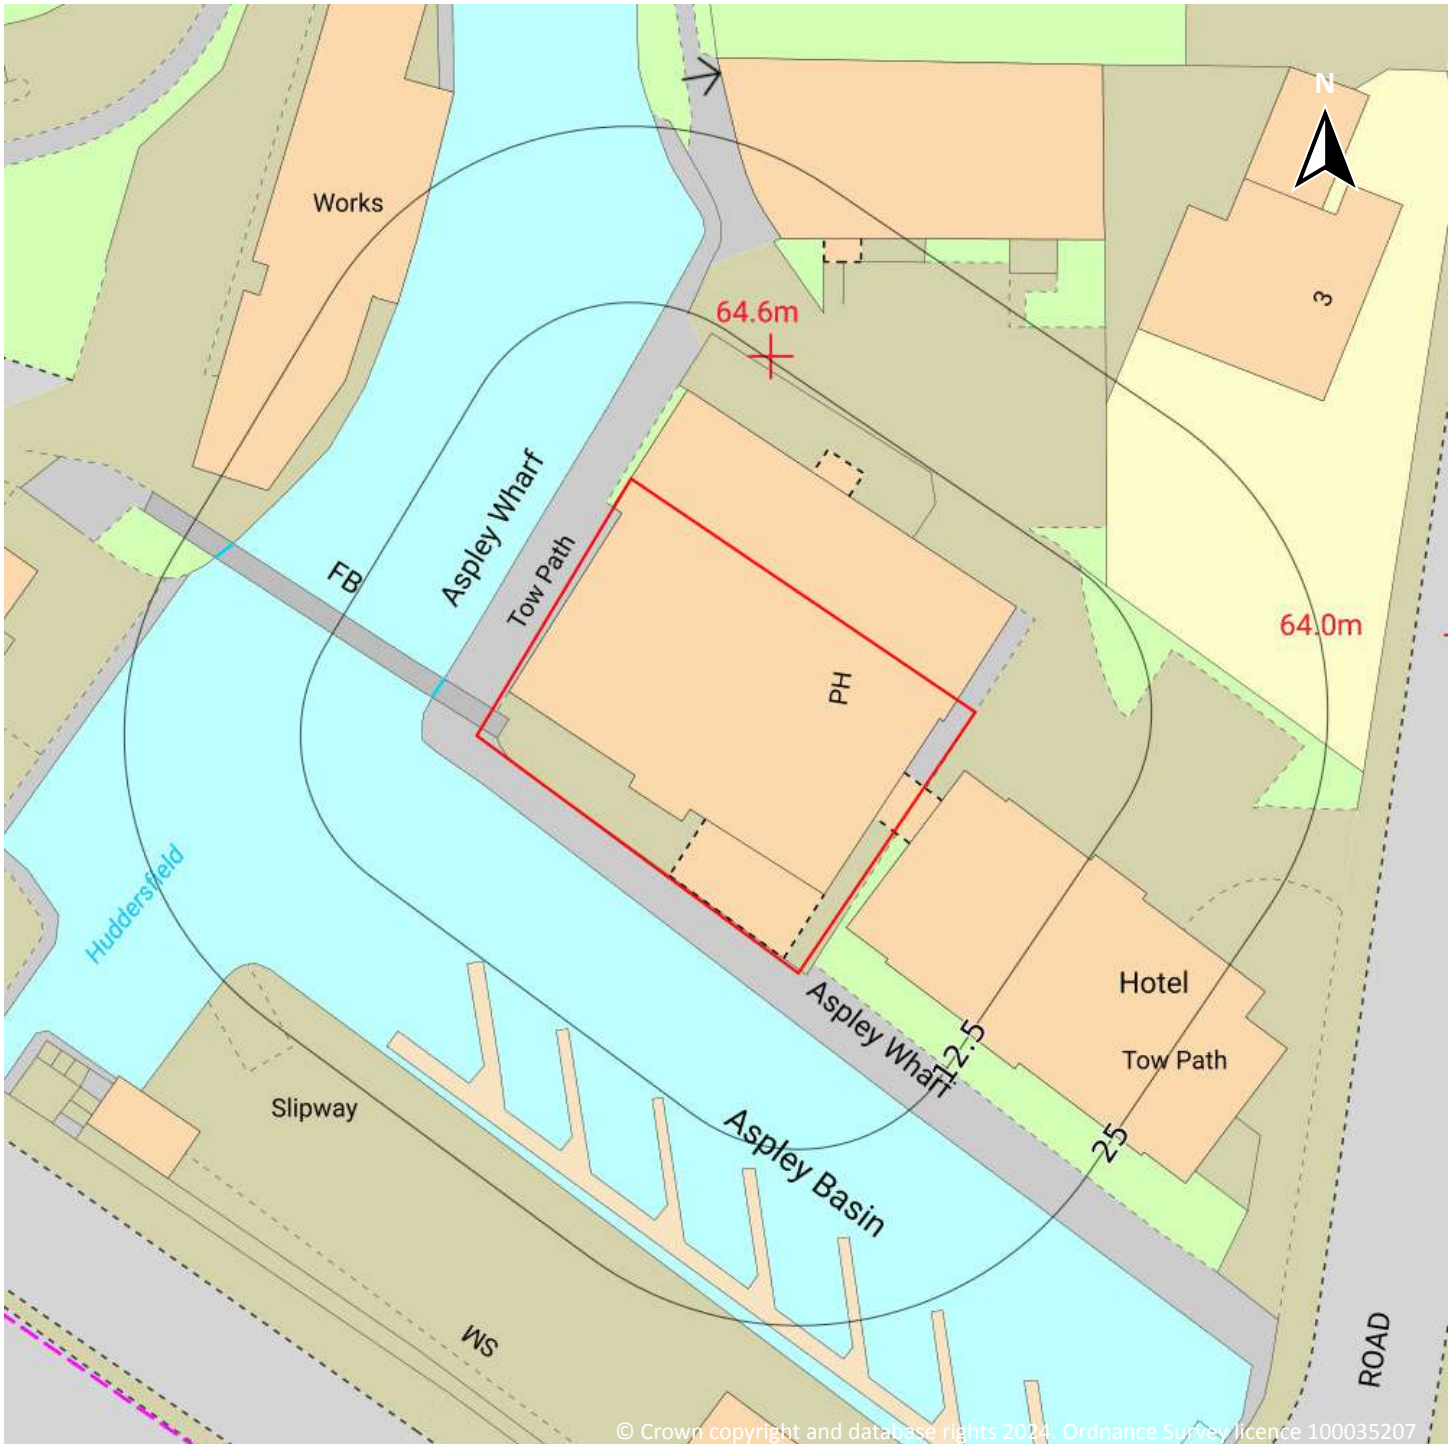 N
Works
3
64.6m
Aspley Wharf
Tow Path
FB
64.0m
PH
Huddersfield
Hotel
Aspley Wharf
12.5
Tow Path
Slipway
Aspley Basin
25
SM
ROAD
© Crown copyright and database rights 2024. Ordnance Survey licence 100035207